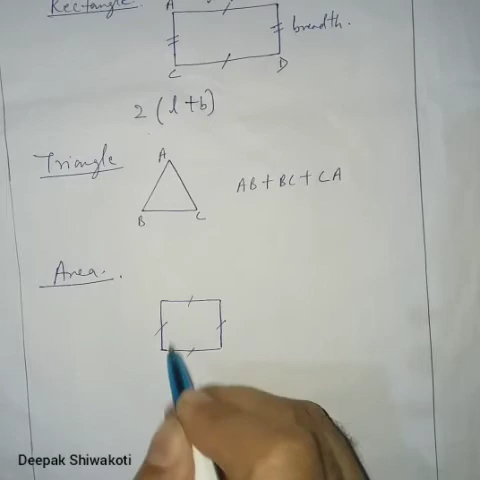 Rectangle.
A
breadth.
C D
2 (l+b)
Triangle
A
AB+BC+CA
B C
Area.
Deepak Shiwakoti